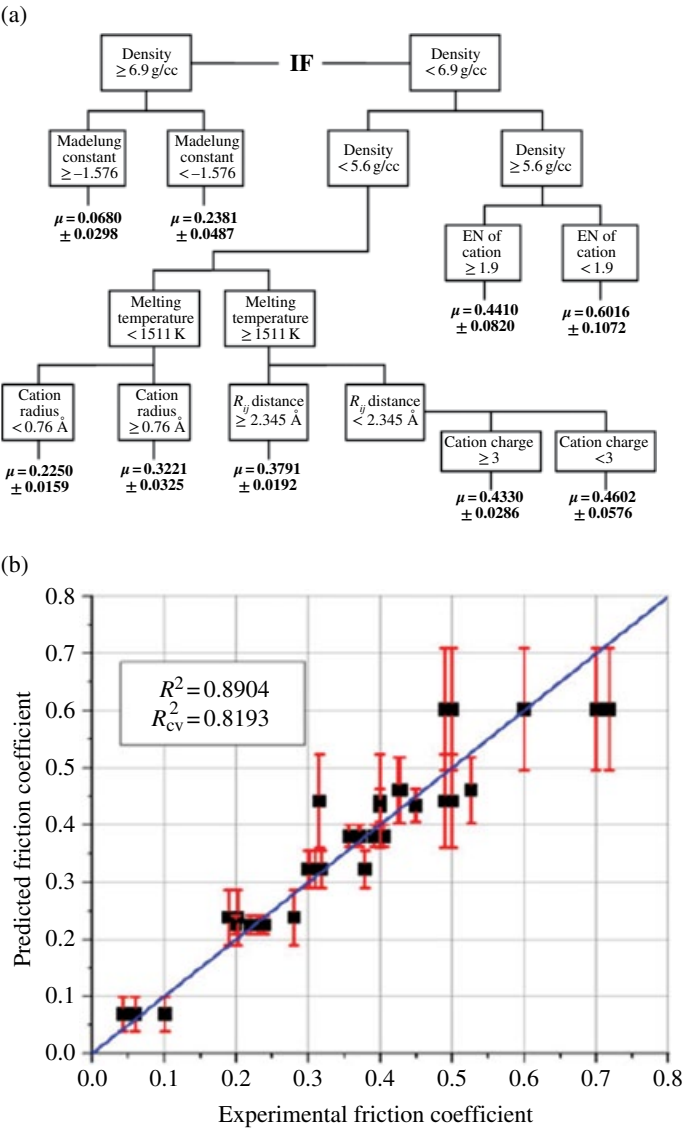 (a)
Density
≥ 6.9 g/cc
IF
Density
< 6.9 g/cc
Madelung
constant
≥ –1.576
Madelung
constant
< –1.576
Density
< 5.6 g/cc
Density
≥ 5.6 g/cc
μ = 0.0680
± 0.0298
μ = 0.2381
± 0.0487
EN of
cation
≥ 1.9
EN of
cation
< 1.9
μ = 0.4410
± 0.0820
μ = 0.6016
± 0.1072
Melting
temperature
< 1511 K
Melting
temperature
≥ 1511 K
Cation
radius
< 0.76 Å
Cation
radius
≥ 0.76 Å
R_ij distance
≥ 2.345 Å
R_ij distance
< 2.345 Å
Cation charge
≥ 3
Cation charge
<3
μ = 0.2250
± 0.0159
μ = 0.3221
± 0.0325
μ = 0.3791
± 0.0192
μ = 0.4330
± 0.0286
μ = 0.4602
± 0.0576
(b)
Predicted friction coefficient
0.8
0.7
0.6
0.5
0.4
0.3
0.2
0.1
0.0
R² = 0.8904
R²cv = 0.8193
0.0 0.1 0.2 0.3 0.4 0.5 0.6 0.7 0.8
Experimental friction coefficient